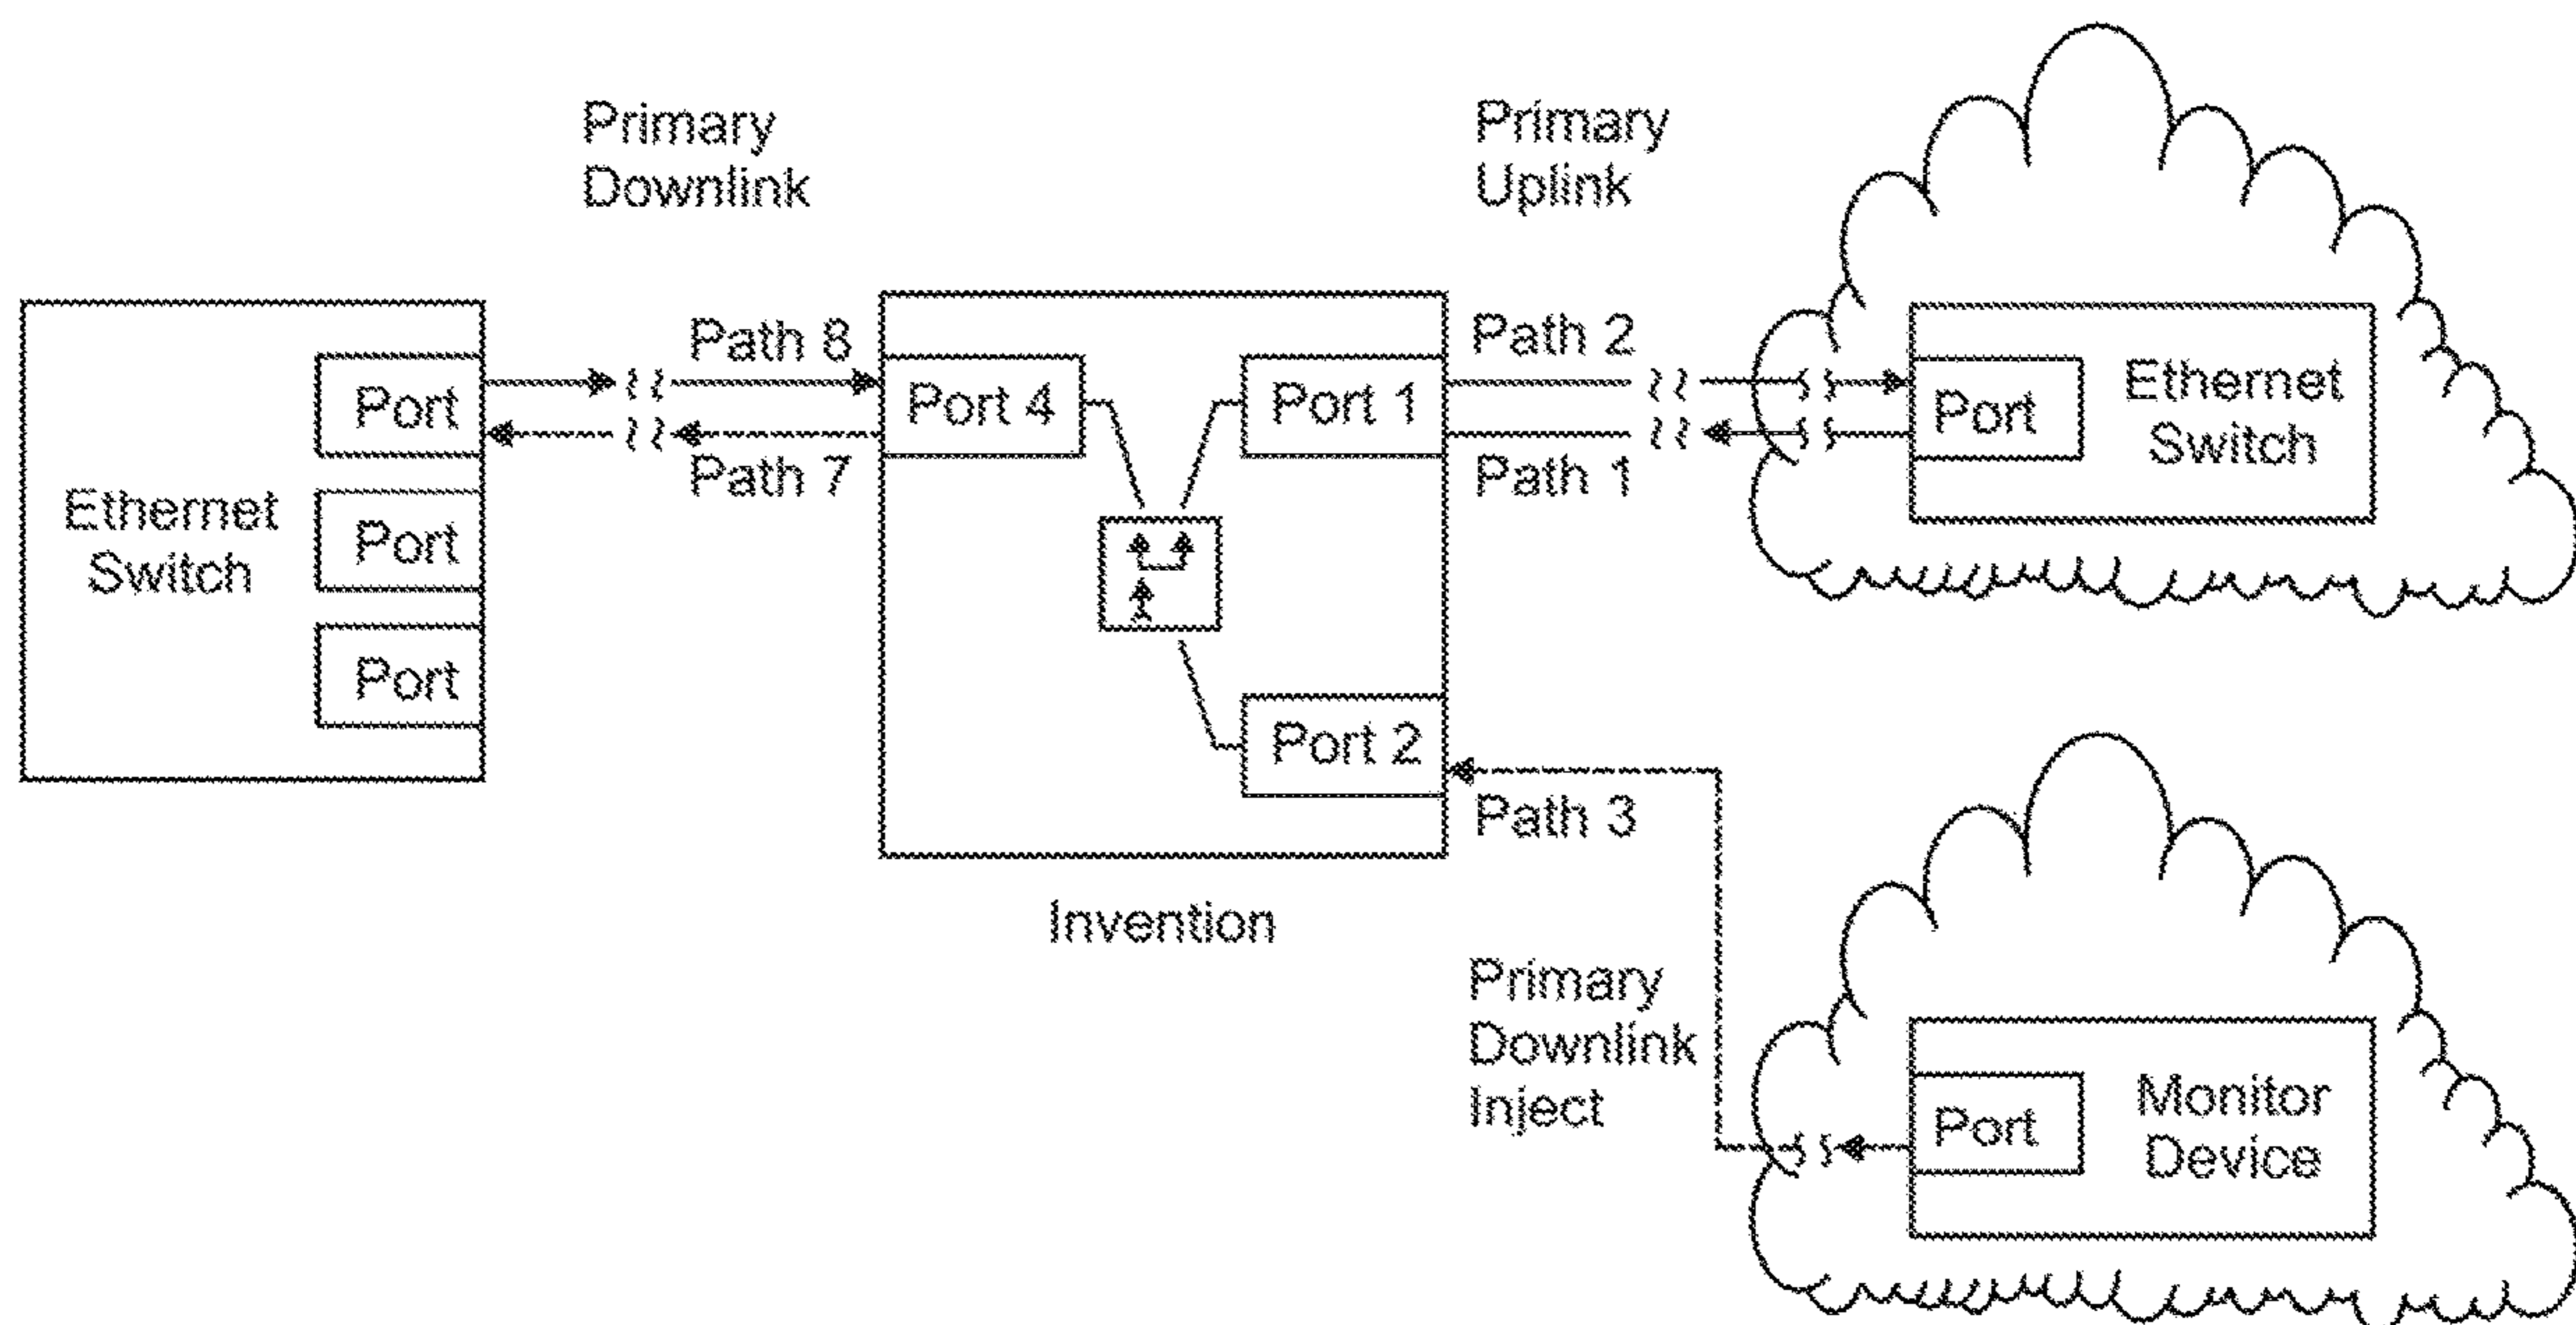 Primary
Downlink
Primary
Uplink
Path 8
Path 7
Port
Port
Port
Ethernet
Switch
Port 4
Port 1
Port 2
Invention
Path 2
Path 1
Port
Ethernet
Switch
Path 3
Primary
Downlink
Inject
Port
Monitor
Device